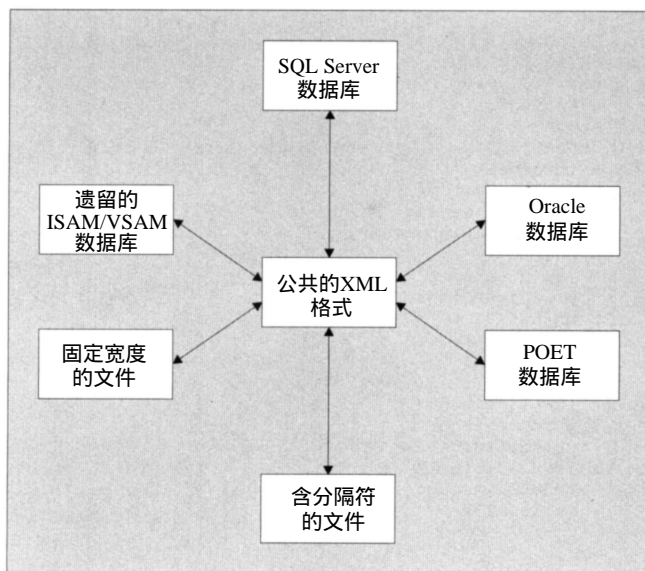 SQL Server
数据库
遗留的
ISAM/VSAM
数据库
Oracle
数据库
公共的XML
格式
固定宽度
的文件
POET
数据库
含分隔符
的文件